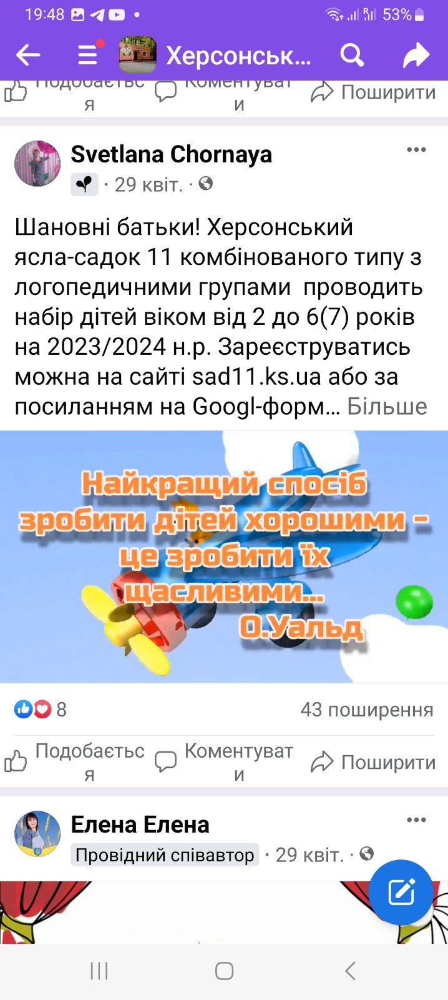 19:48
53%
Херсонськ...
Подобаєтьс
я
Коментуват
и
Поширити
Svetlana Chornaya
· 29 квіт. ·
Шановні батьки! Херсонський
ясла-садок 11 комбінованого типу з
логопедичними групами проводить
набір дітей віком від 2 до 6(7) років
на 2023/2024 н.р. Зареєструватись
можна на сайті sad11.ks.ua або за
посиланням на Googl-форм... Більше
Найкращий спосіб
зробити дітей хорошими -
це зробити їх
щасливими...
О.Уальд
8
43 поширення
Подобаєтьс
я
Коментуват
и
Поширити
Елена Елена
Провідний співавтор · 29 квіт. ·